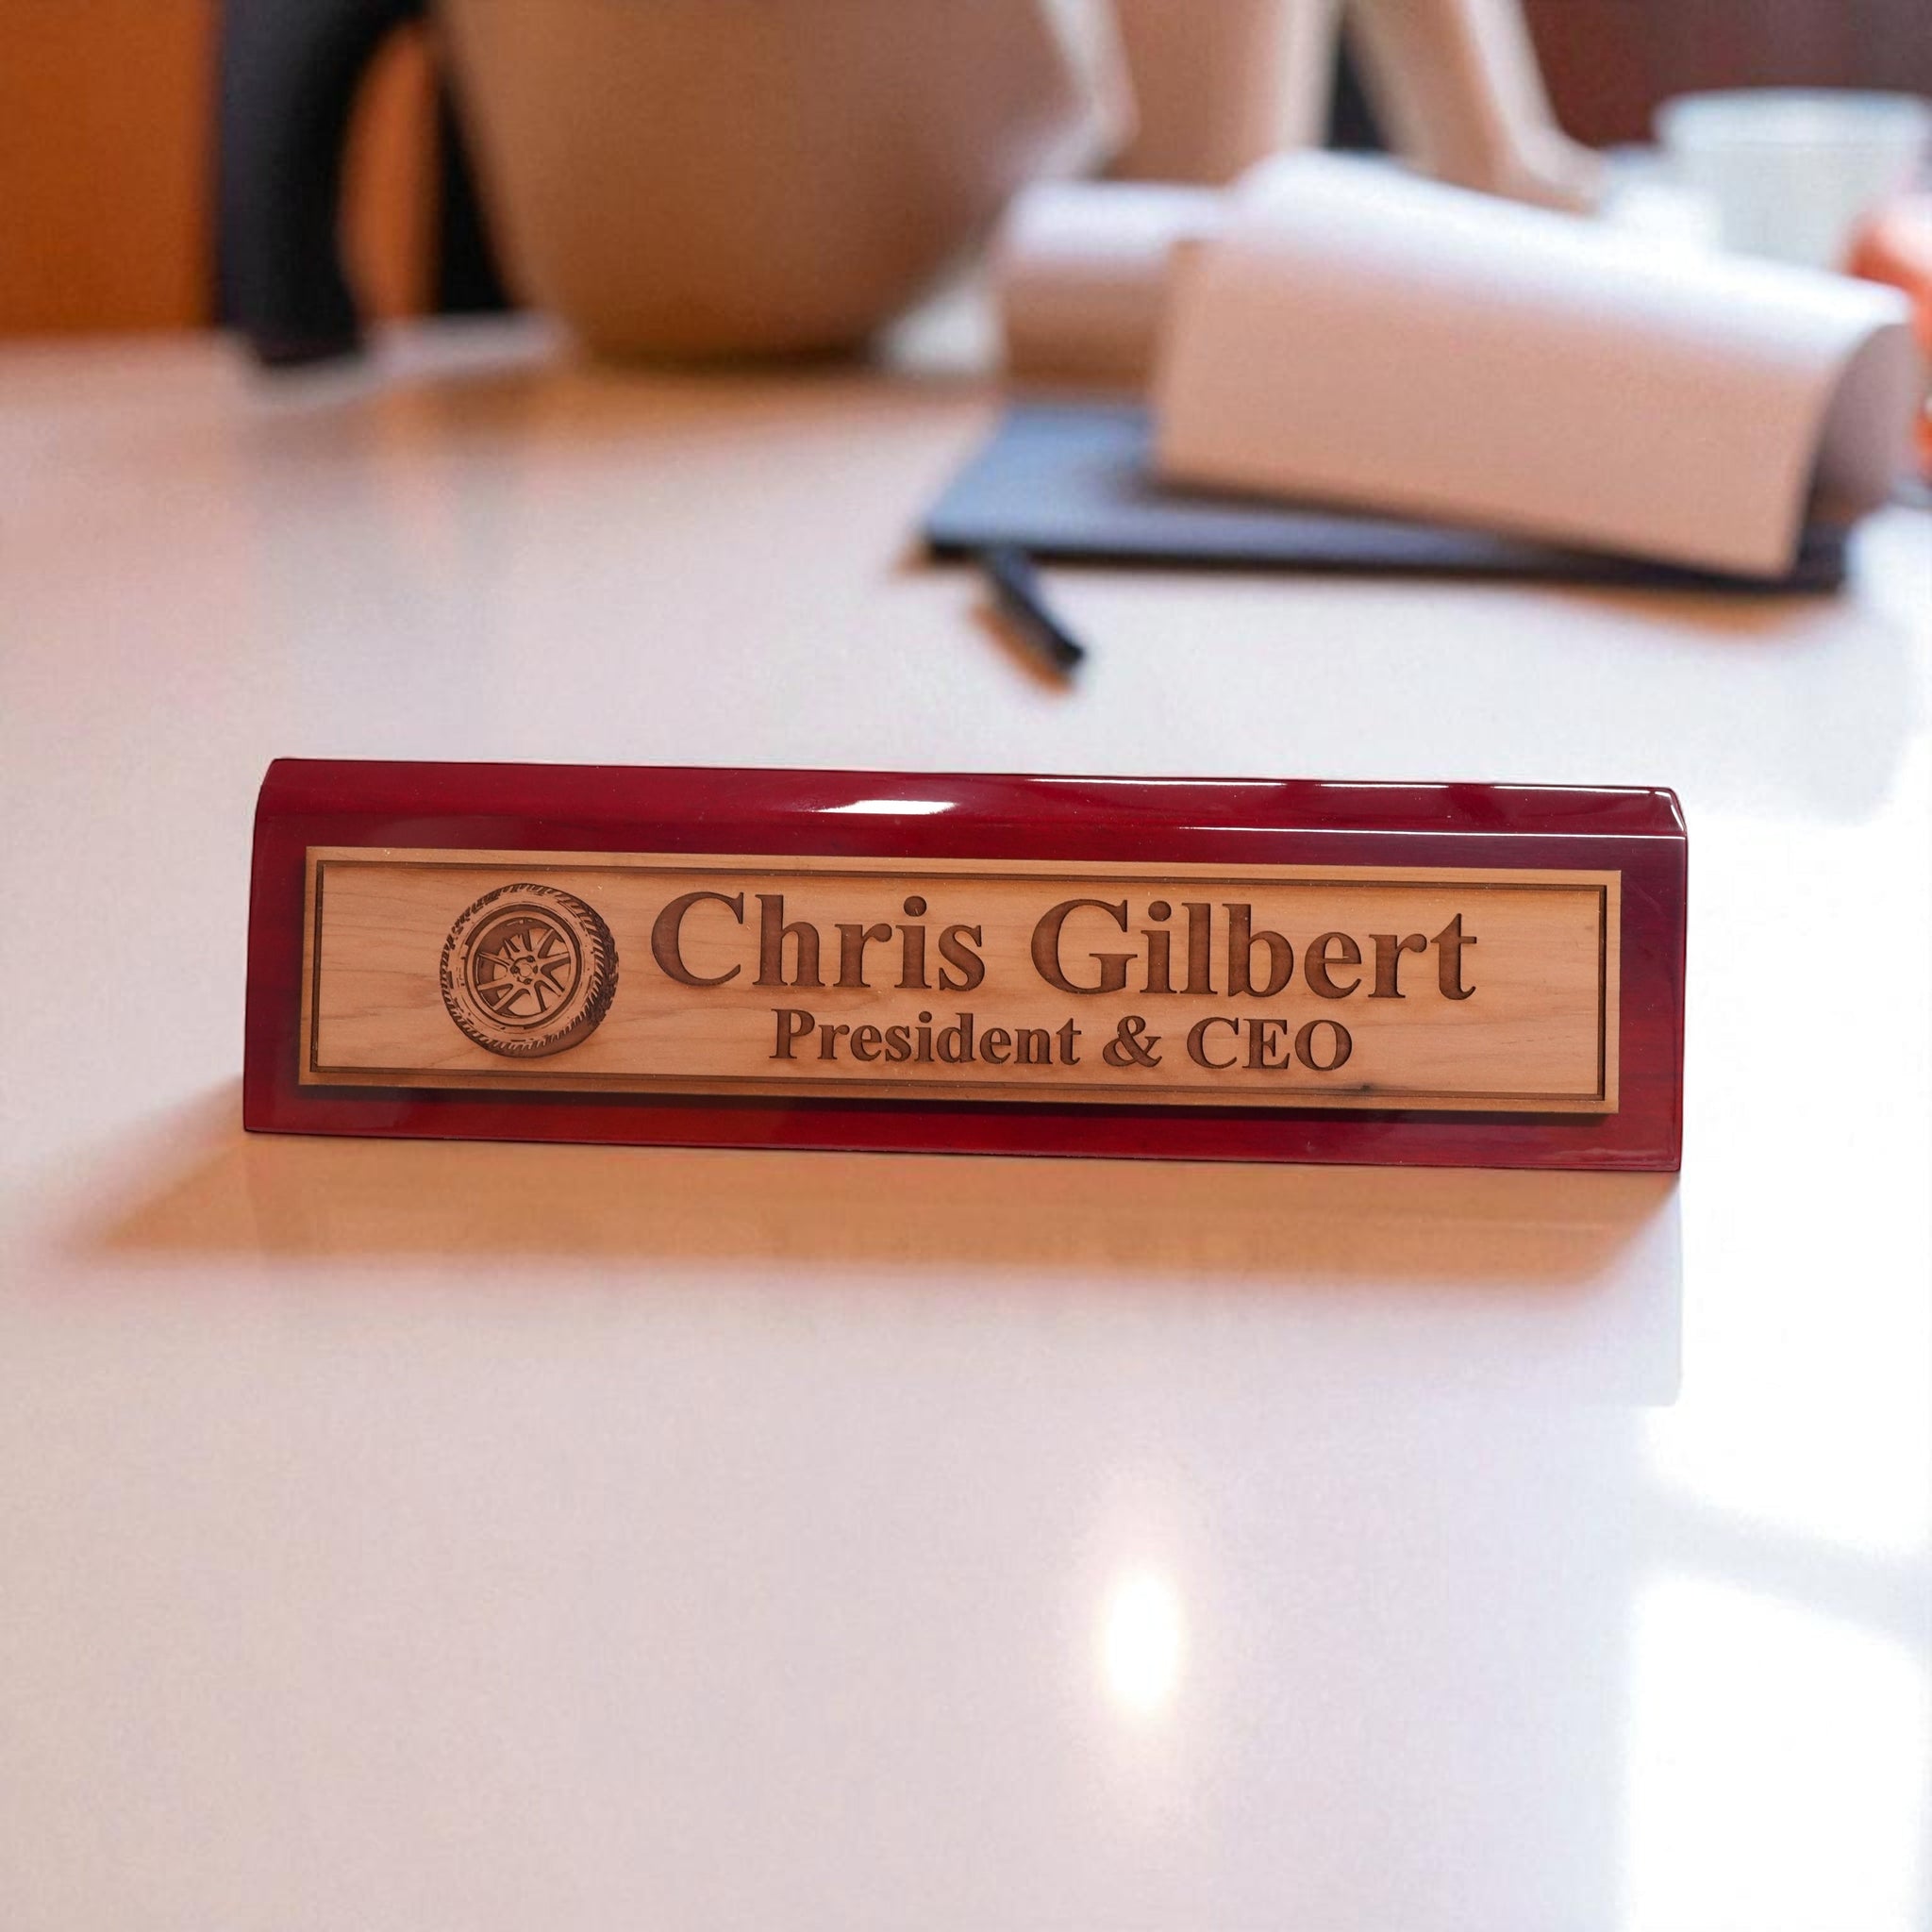 Chris Gilbert
President & CEO